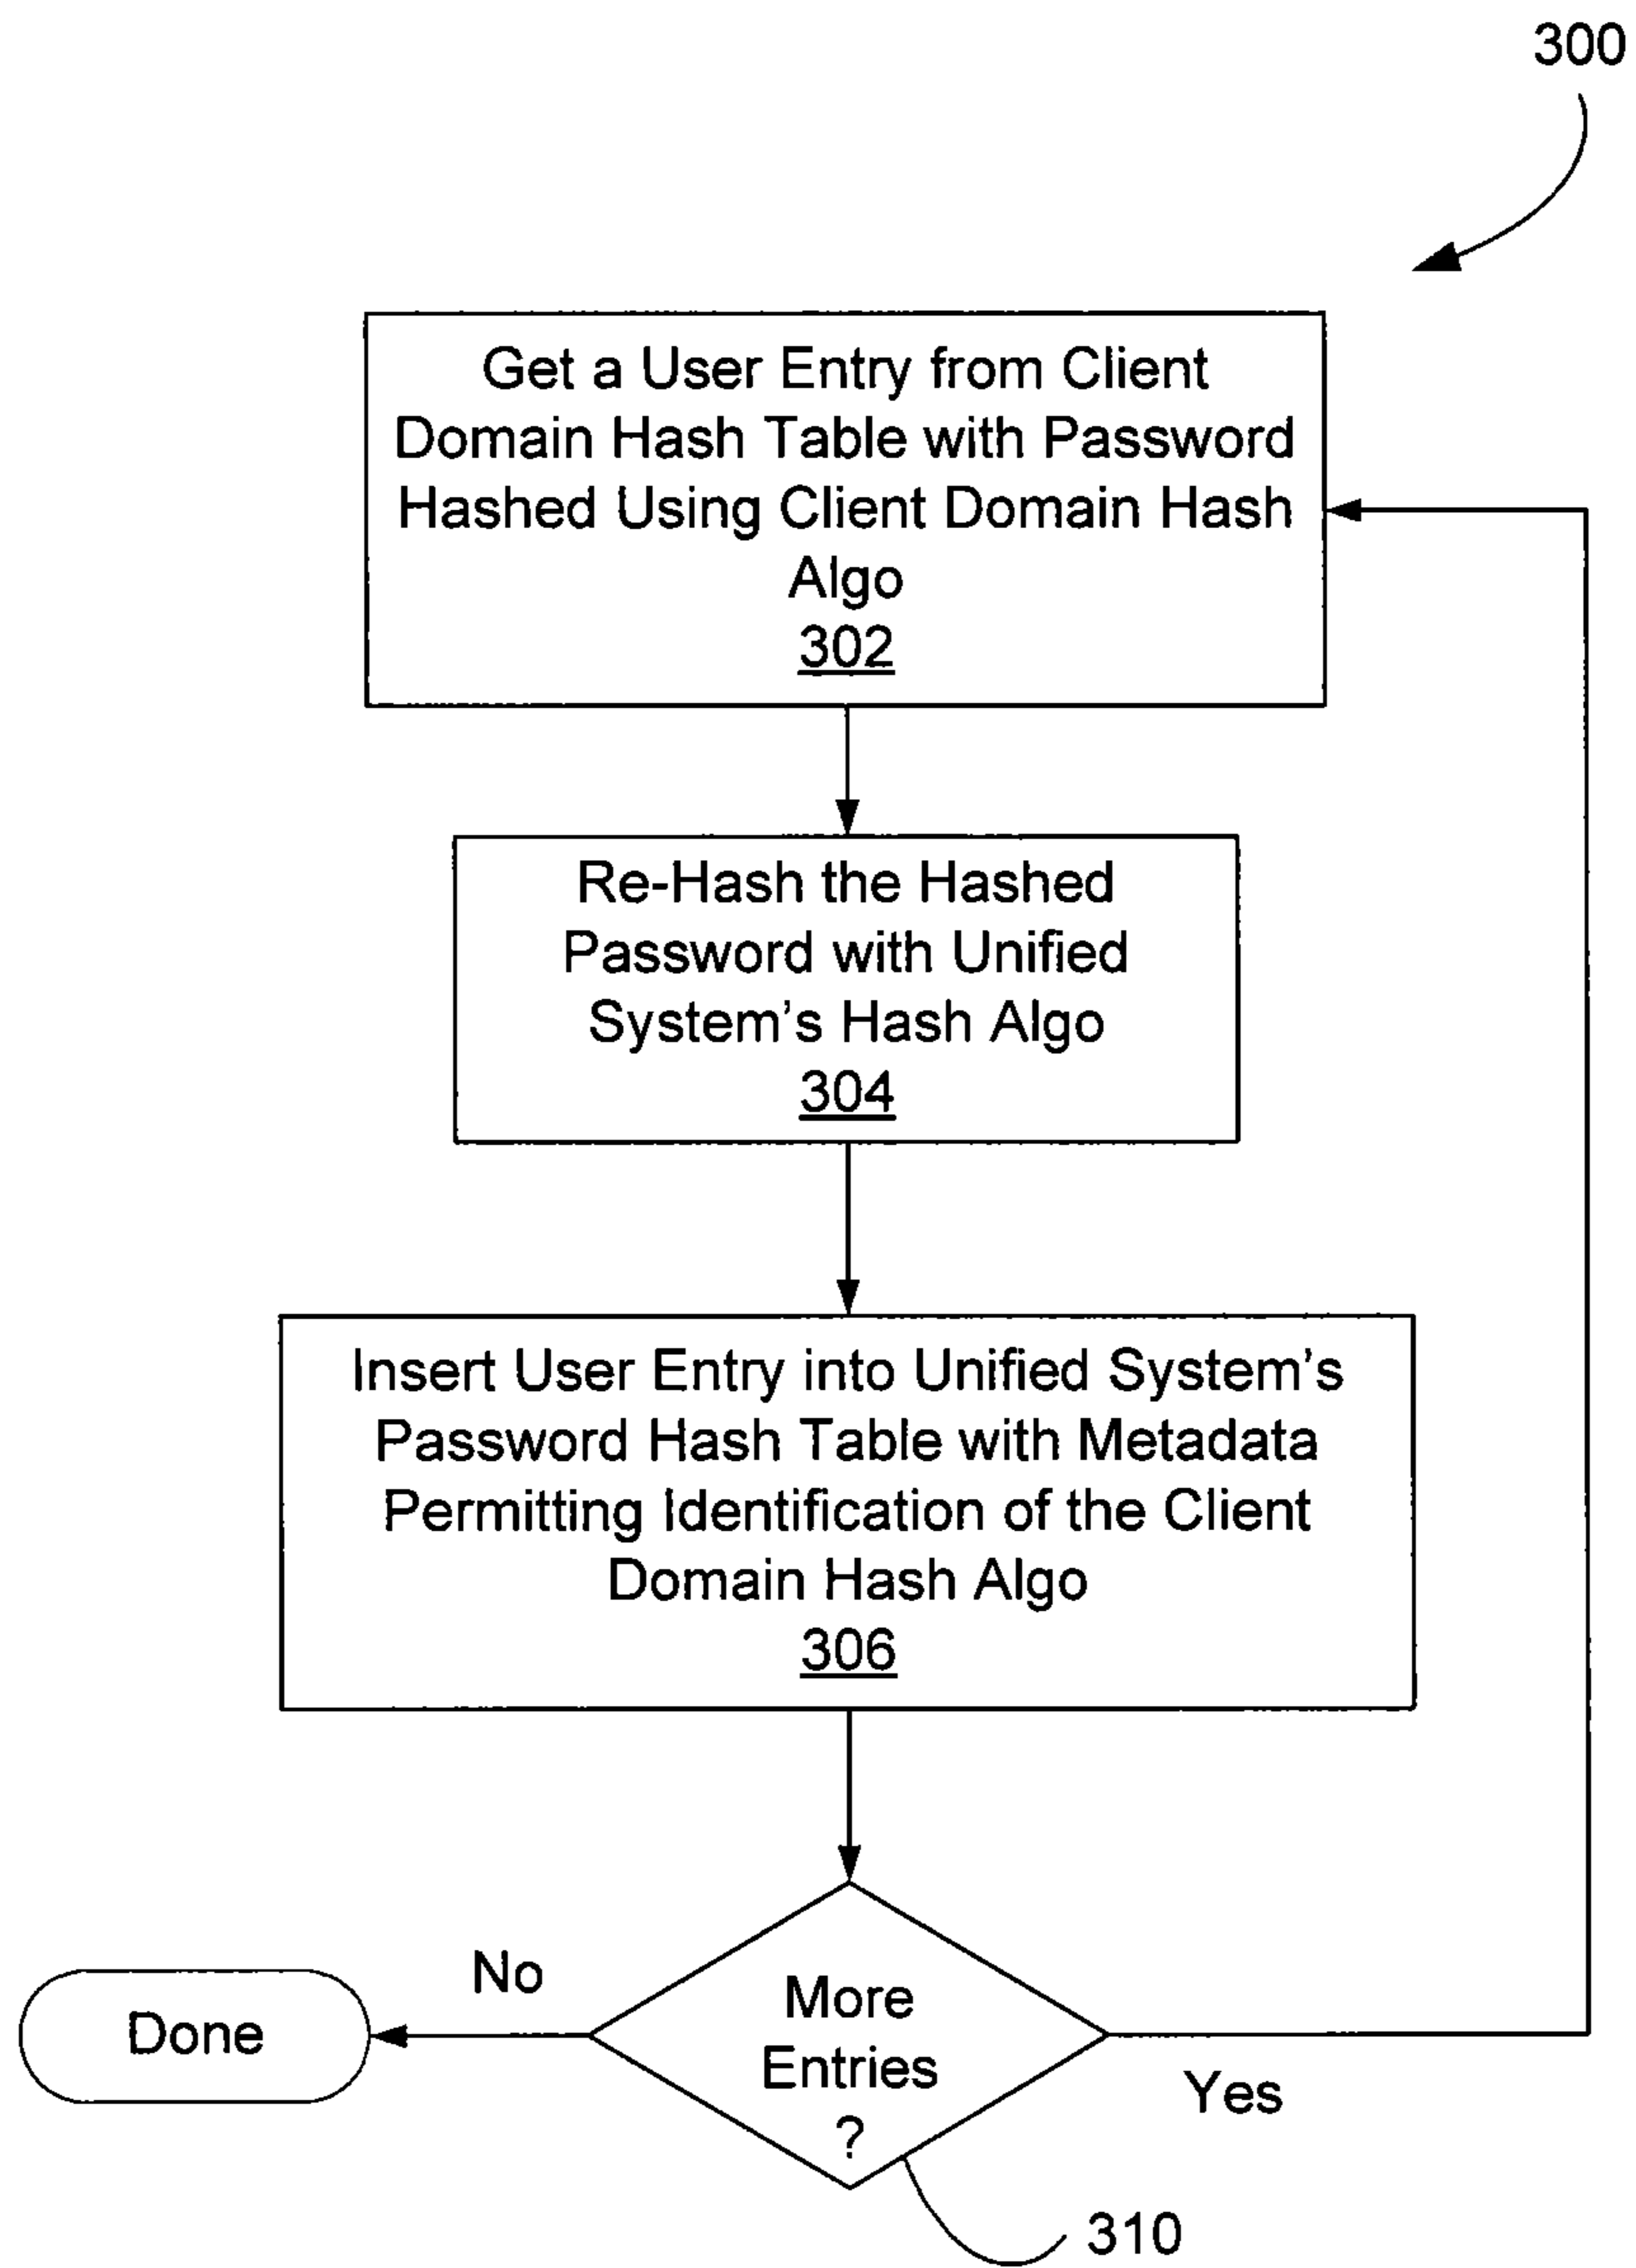 300
Get a User Entry from Client
Domain Hash Table with Password
Hashed Using Client Domain Hash
Algo
302
Re-Hash the Hashed
Password with Unified
System's Hash Algo
304
Insert User Entry into Unified System's
Password Hash Table with Metadata
Permitting Identification of the Client
Domain Hash Algo
306
No
Done
More
Entries
?
Yes
310